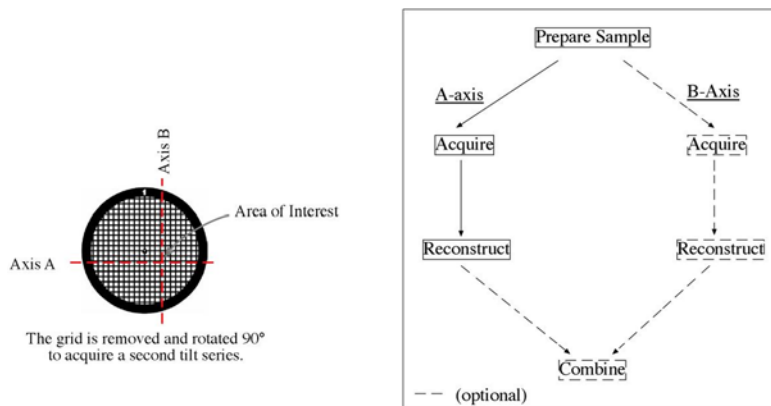 Axis B
Area of Interest
Axis A
The grid is removed and rotated 90°
to acquire a second tilt series.
Prepare Sample
A-axis
B-Axis
Acquire
Acquire
Reconstruct
Reconstruct
Combine
(optional)